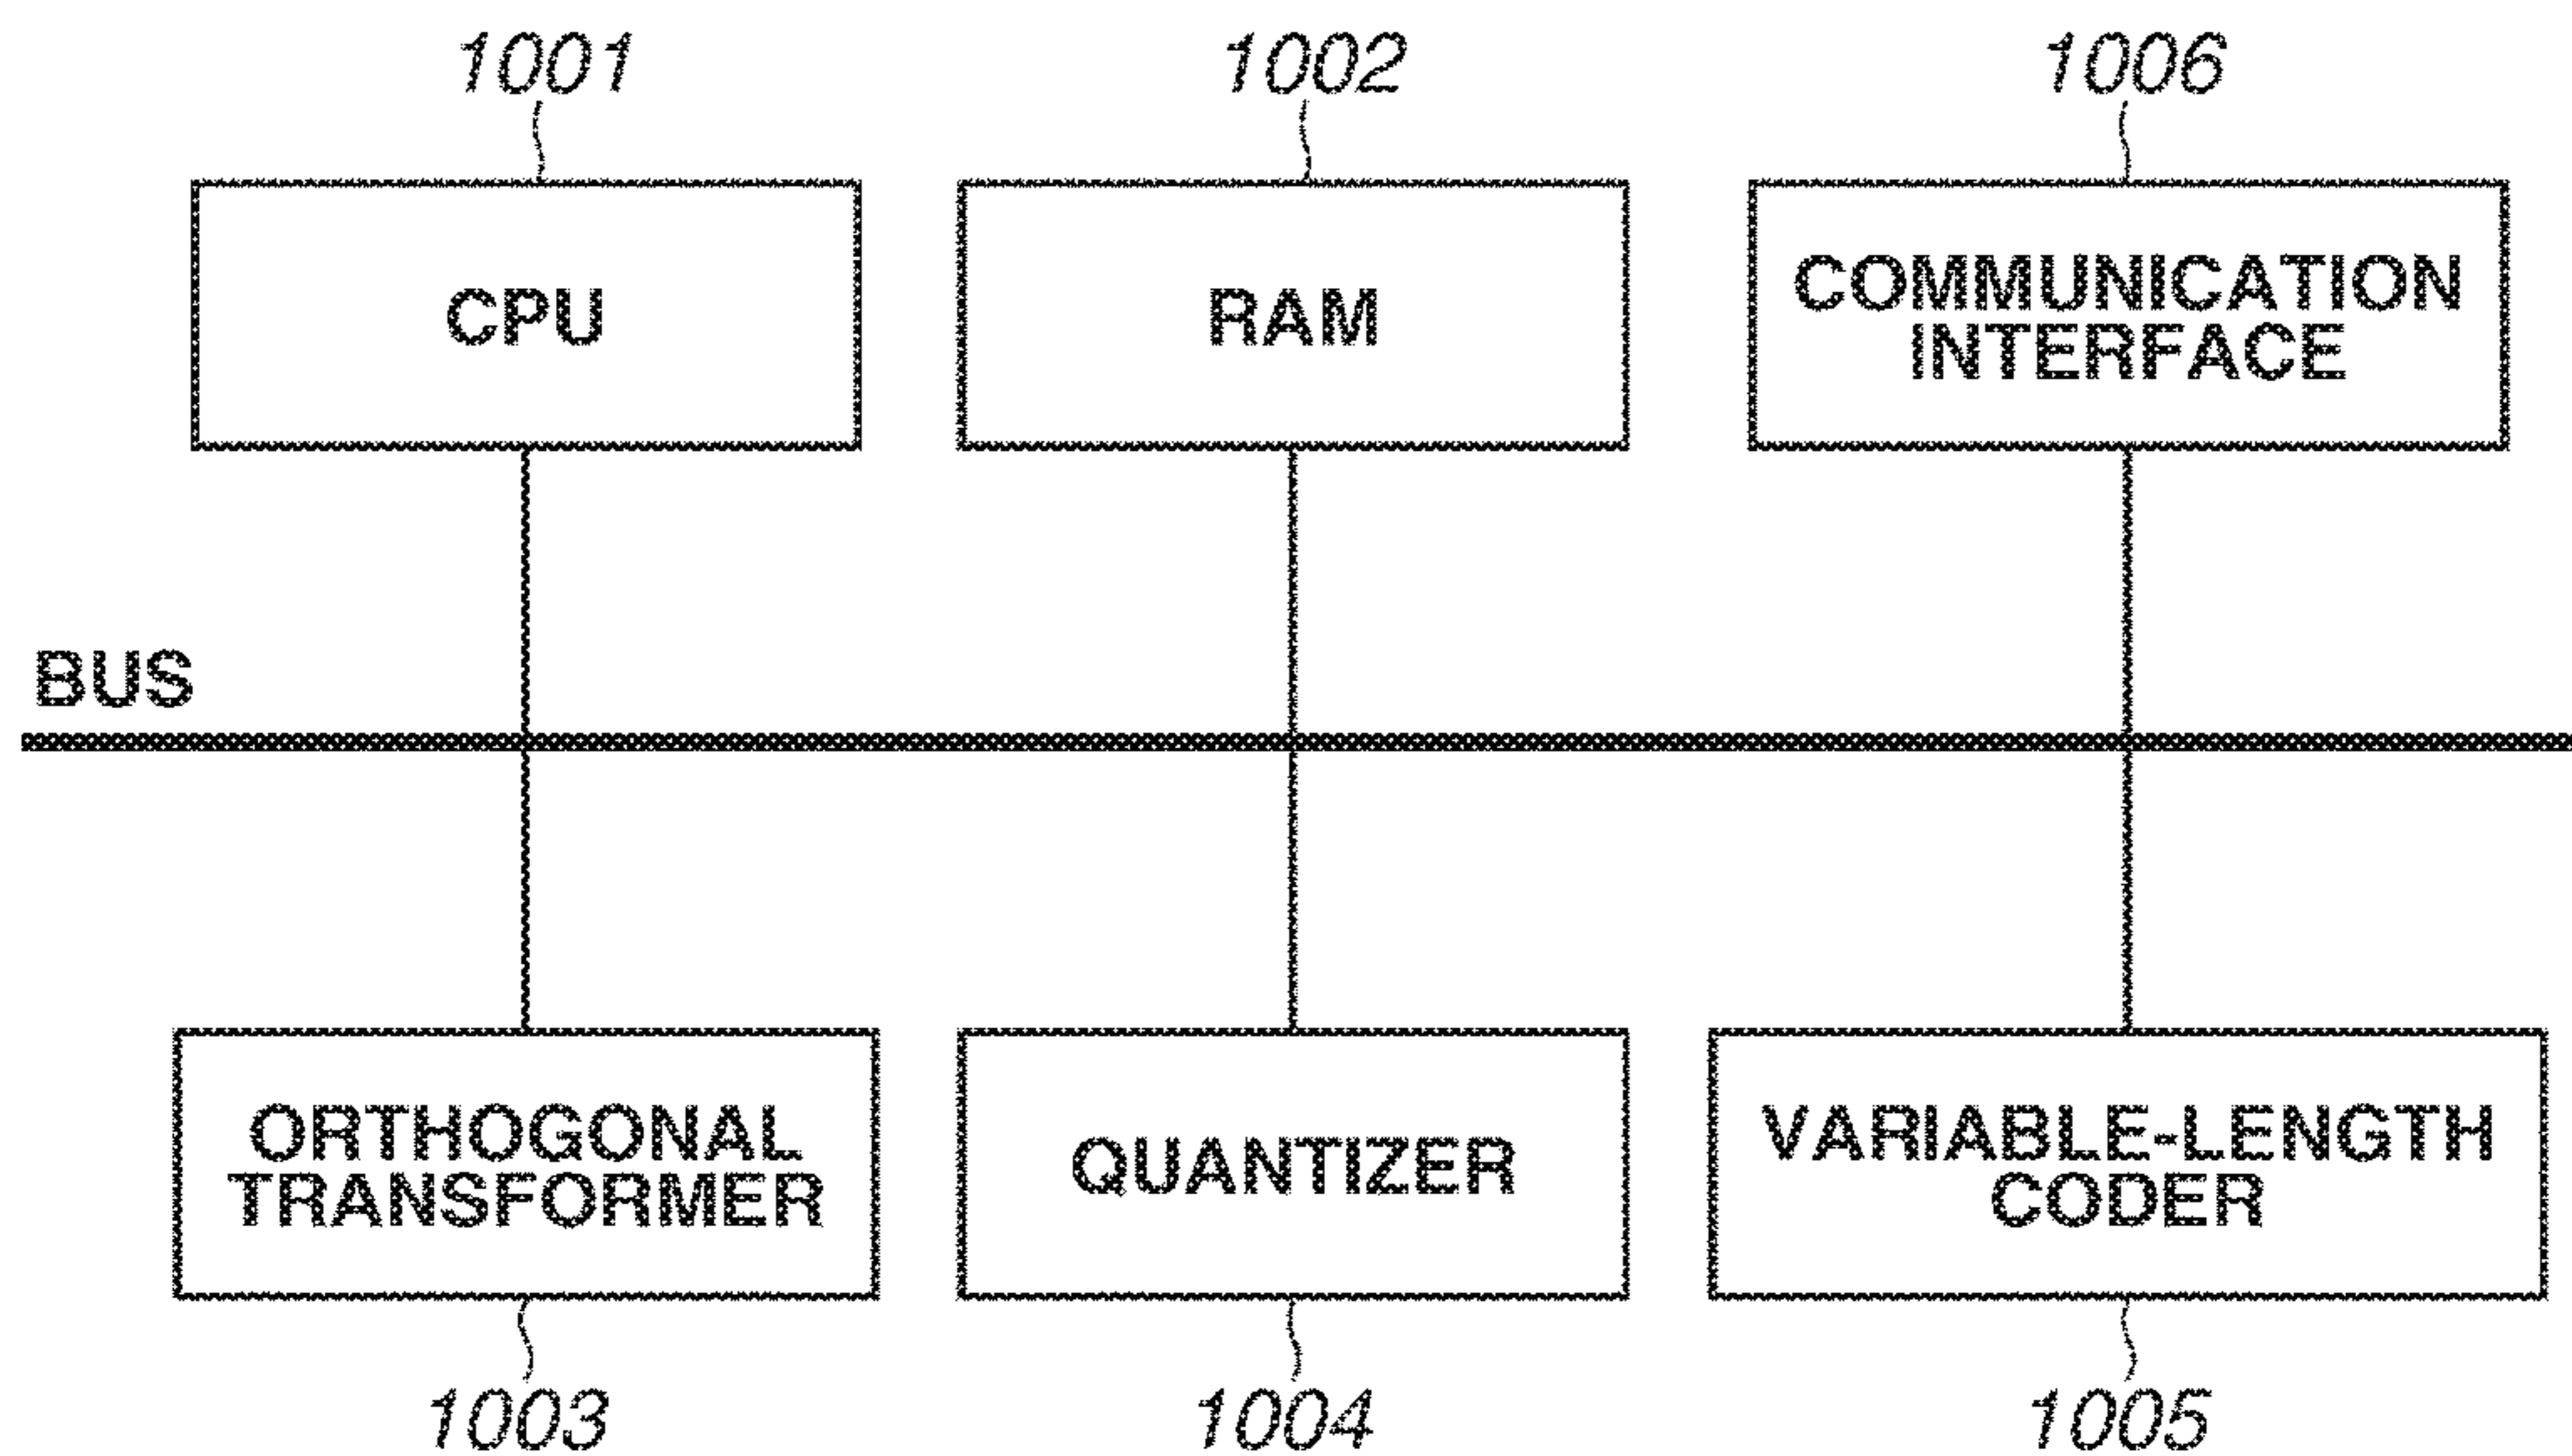 1001
1002
1006
CPU
RAM
COMMUNICATION
INTERFACE
BUS
ORTHOGONAL
TRANSFORMER
QUANTIZER
VARIABLE-LENGTH
CODER
1003
1004
1005